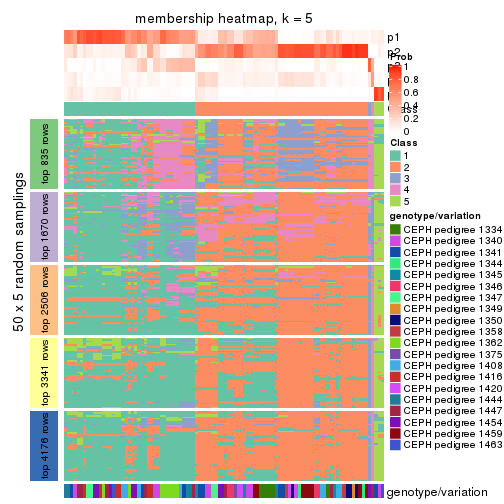 membership heatmap, k = 5
p1
p2
Prob
1
0.8
0.6
0.4
0.2
0
Class
1
2
3
4
5
genotype/variation
CEPH pedigree 1334
CEPH pedigree 1340
CEPH pedigree 1341
CEPH pedigree 1344
CEPH pedigree 1345
CEPH pedigree 1346
CEPH pedigree 1347
CEPH pedigree 1349
CEPH pedigree 1350
CEPH pedigree 1358
CEPH pedigree 1362
CEPH pedigree 1375
CEPH pedigree 1408
CEPH pedigree 1416
CEPH pedigree 1420
CEPH pedigree 1444
CEPH pedigree 1447
CEPH pedigree 1454
CEPH pedigree 1459
CEPH pedigree 1463
50 x 5 random samplings
top 835 rows
top 1670 rows
top 2506 rows
top 3341 rows
top 4176 rows
genotype/variation